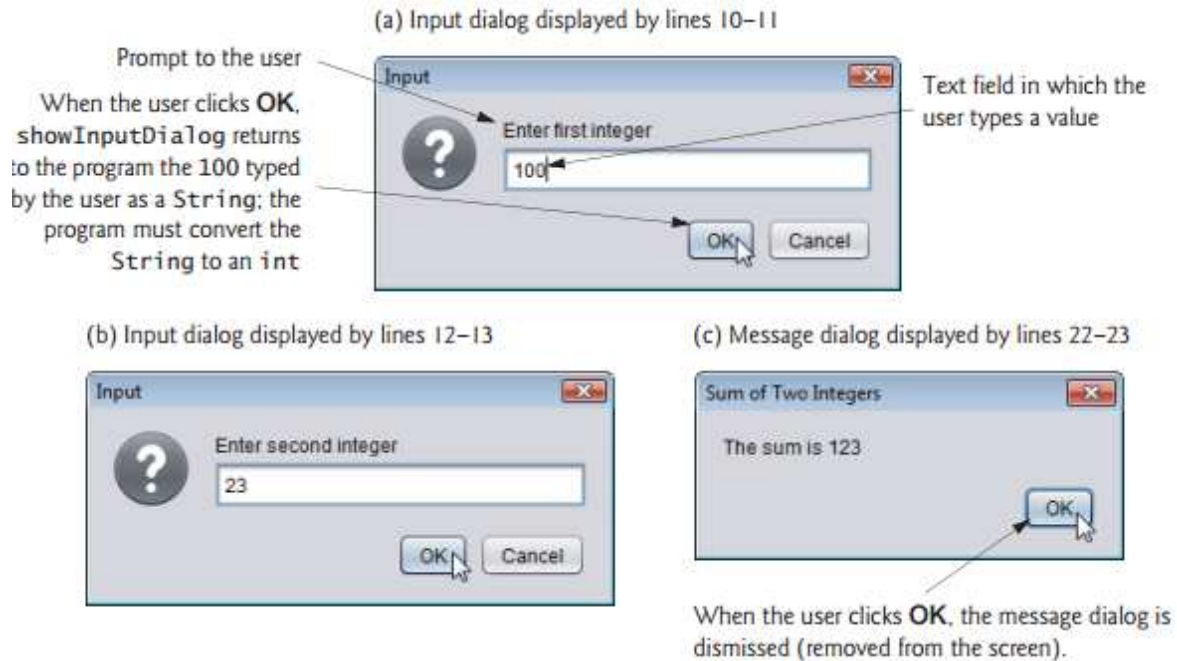 (a) Input dialog displayed by lines 10–11
Prompt to the user
When the user clicks OK,
showInputDialog returns
to the program the 100 typed
by the user as a String; the
program must convert the
String to an int
Input
Enter first integer
100
OK
Cancel
Text field in which the
user types a value
(b) Input dialog displayed by lines 12–13
Input
Enter second integer
23
OK
Cancel
(c) Message dialog displayed by lines 22–23
Sum of Two Integers
The sum is 123
OK
When the user clicks OK, the message dialog is
dismissed (removed from the screen).